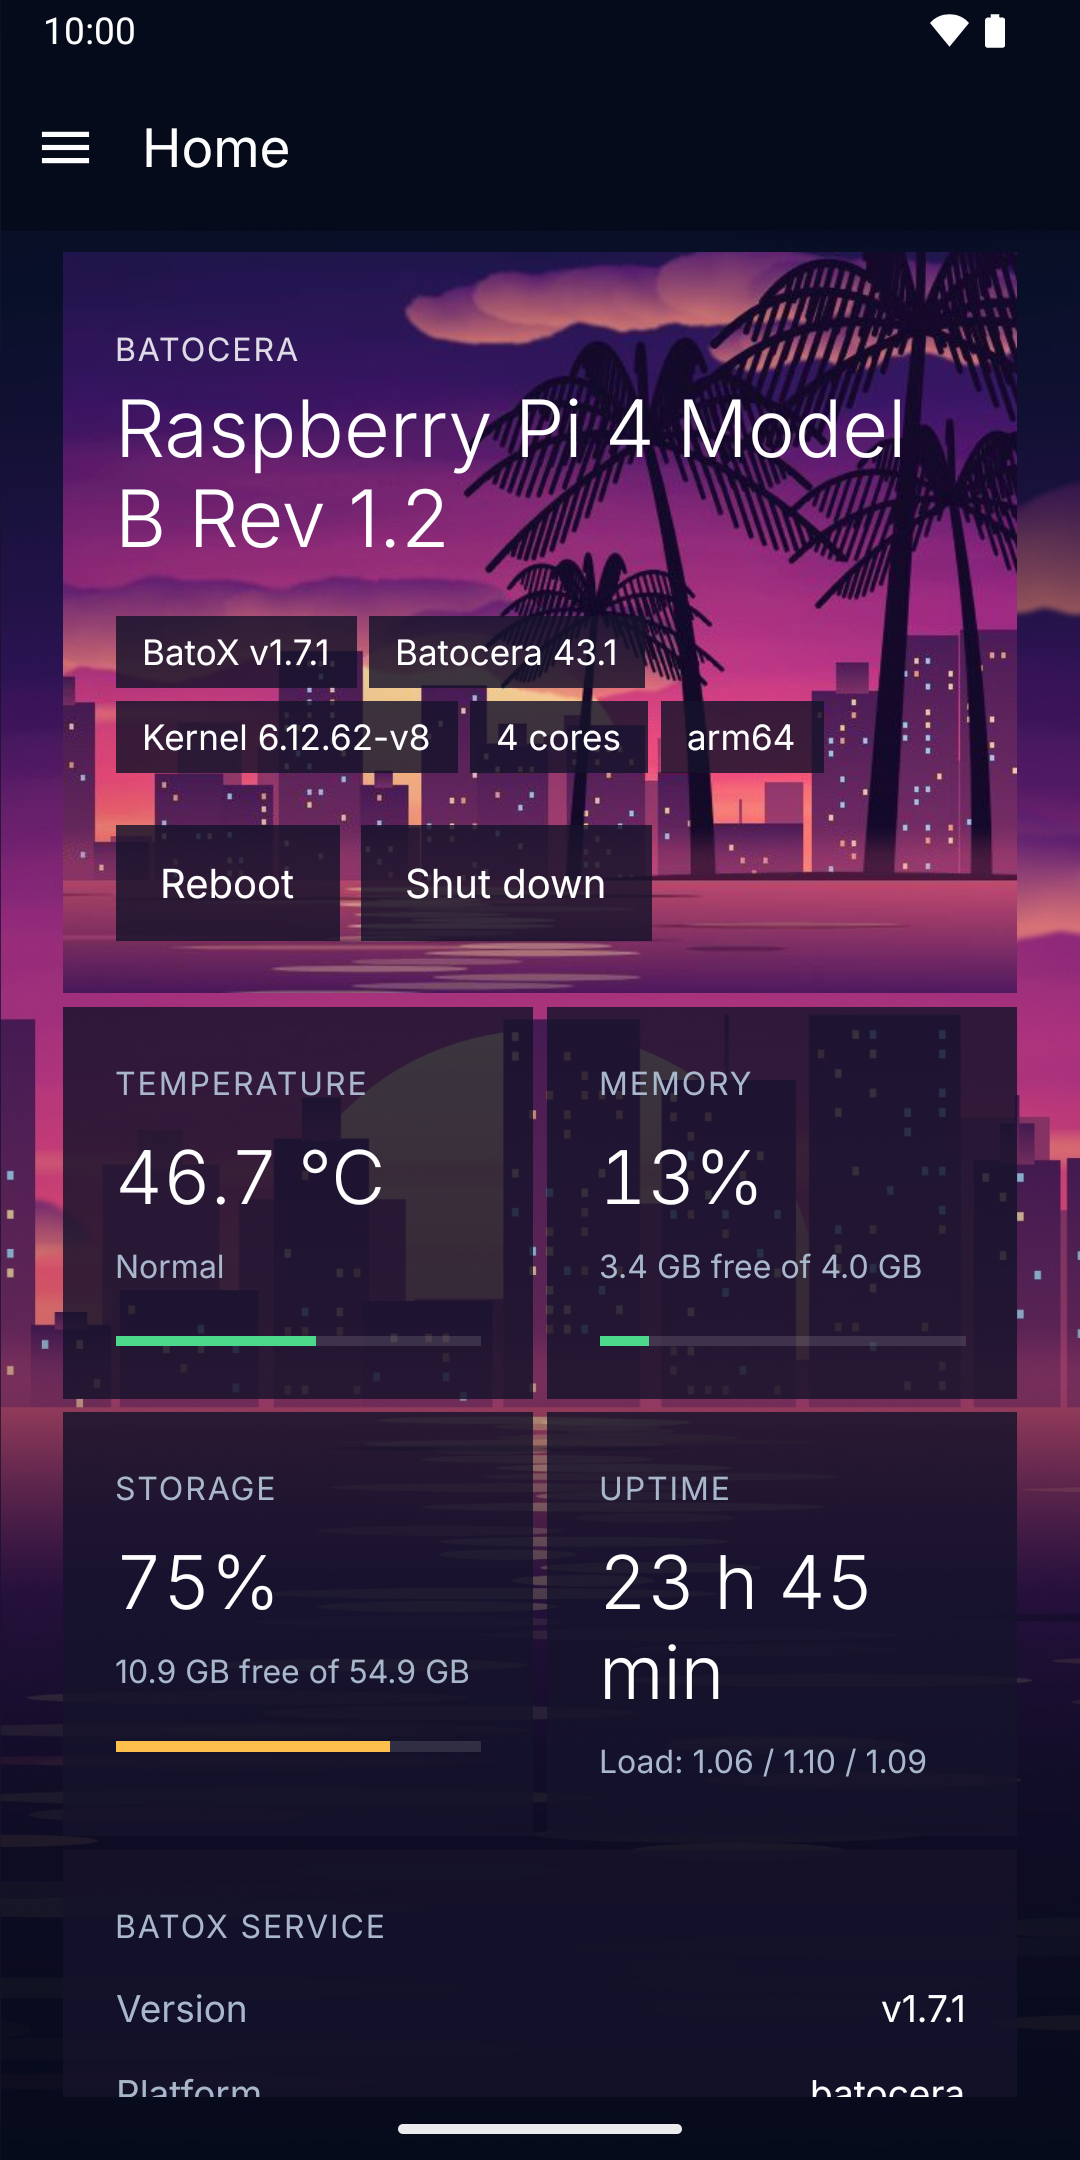 10:00
Home
BATOCERA
Raspberry Pi 4 Model
B Rev 1.2
BatoX v1.7.1
Batocera 43.1
Kernel 6.12.62-v8
4 cores
arm64
Reboot
Shut down
TEMPERATURE
46.7 °C
Normal
MEMORY
13%
3.4 GB free of 4.0 GB
STORAGE
75%
10.9 GB free of 54.9 GB
UPTIME
23 h 45
min
Load: 1.06 / 1.10 / 1.09
BATOX SERVICE
Version
v1.7.1
Platform
batocera